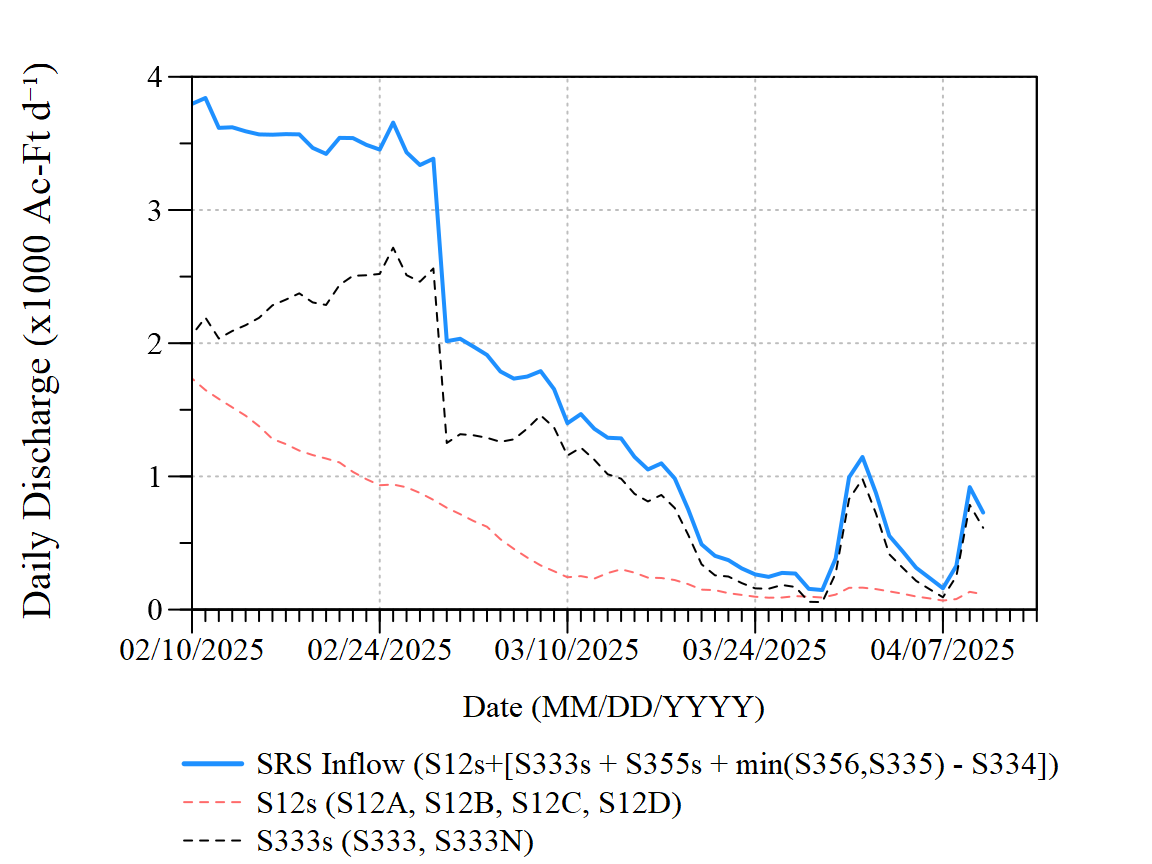 Daily Discharge (x1000 Ac-Ft d⁻¹)
4
3
2
1
0
02/10/2025 02/24/2025 03/10/2025 03/24/2025 04/07/2025
Date (MM/DD/YYYY)
SRS Inflow (S12s+[S333s + S355s + min(S356,S335) - S334])
S12s (S12A, S12B, S12C, S12D)
S333s (S333, S333N)